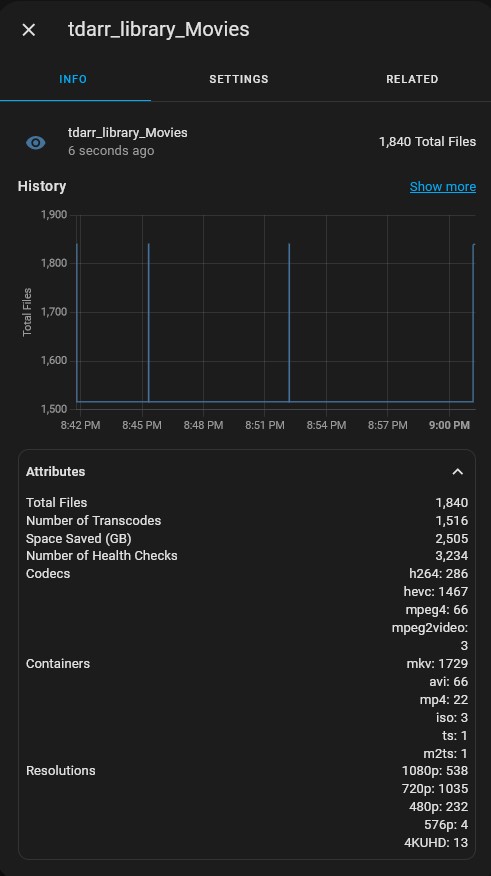 tdarr_library_Movies
INFO
SETTINGS
RELATED
tdarr_library_Movies
6 seconds ago
1,840 Total Files
History
Show more
Total Files
1,900
1,800
1,700
1,600
1,500
8:42 PM 8:45 PM 8:48 PM 8:51 PM 8:54 PM 8:57 PM 9:00 PM
Attributes
Total Files 1,840
Number of Transcodes 1,516
Space Saved (GB) 2,505
Number of Health Checks 3,234
Codecs h264: 286
hevc: 1467
mpeg4: 66
mpeg2video:
3
Containers mkv: 1729
avi: 66
mp4: 22
iso: 3
ts: 1
m2ts: 1
Resolutions 1080p: 538
720p: 1035
480p: 232
576p: 4
4KUHD: 13